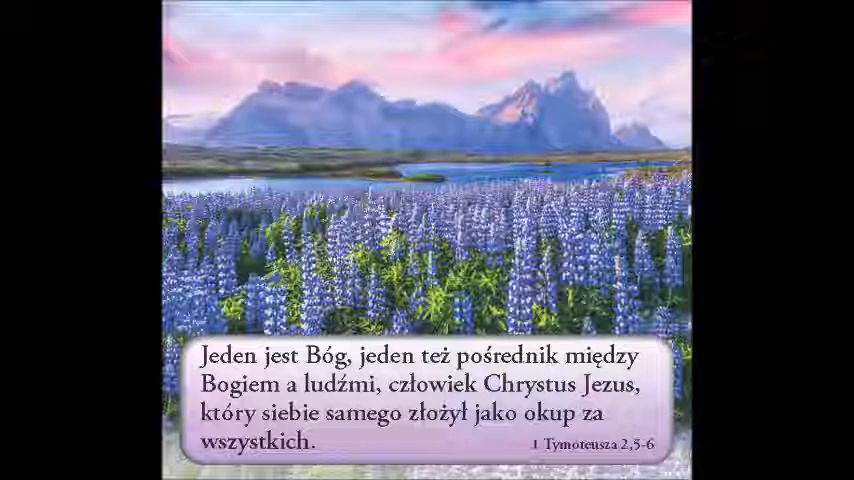 Jeden jest Bóg, jeden też pośrednik między
Bogiem a ludźmi, człowiek Chrystus Jezus,
który siebie samego złożył jako okup za
wszystkich.
1 Tymoteusza 2,5-6